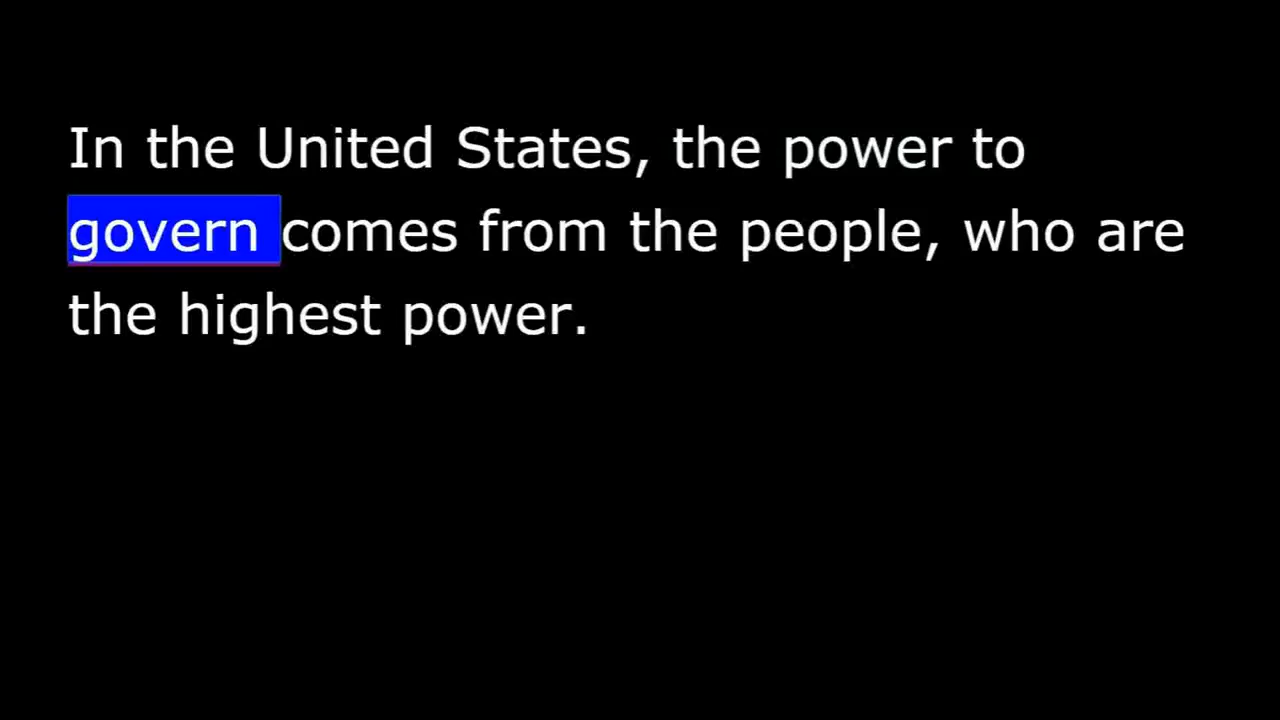 In the United States, the power to
govern comes from the people, who are
the highest power.